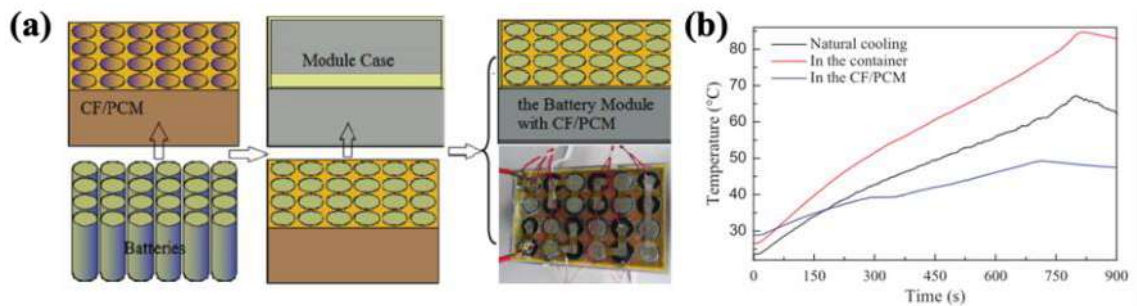 (a)
CF/PCM
Batteries
Module Case
the Battery Module
with CF/PCM
(b)
Natural cooling
In the container
In the CF/PCM
Temperature (°C)
80
70
60
50
40
30
0
150
300
450
600
750
900
Time (s)